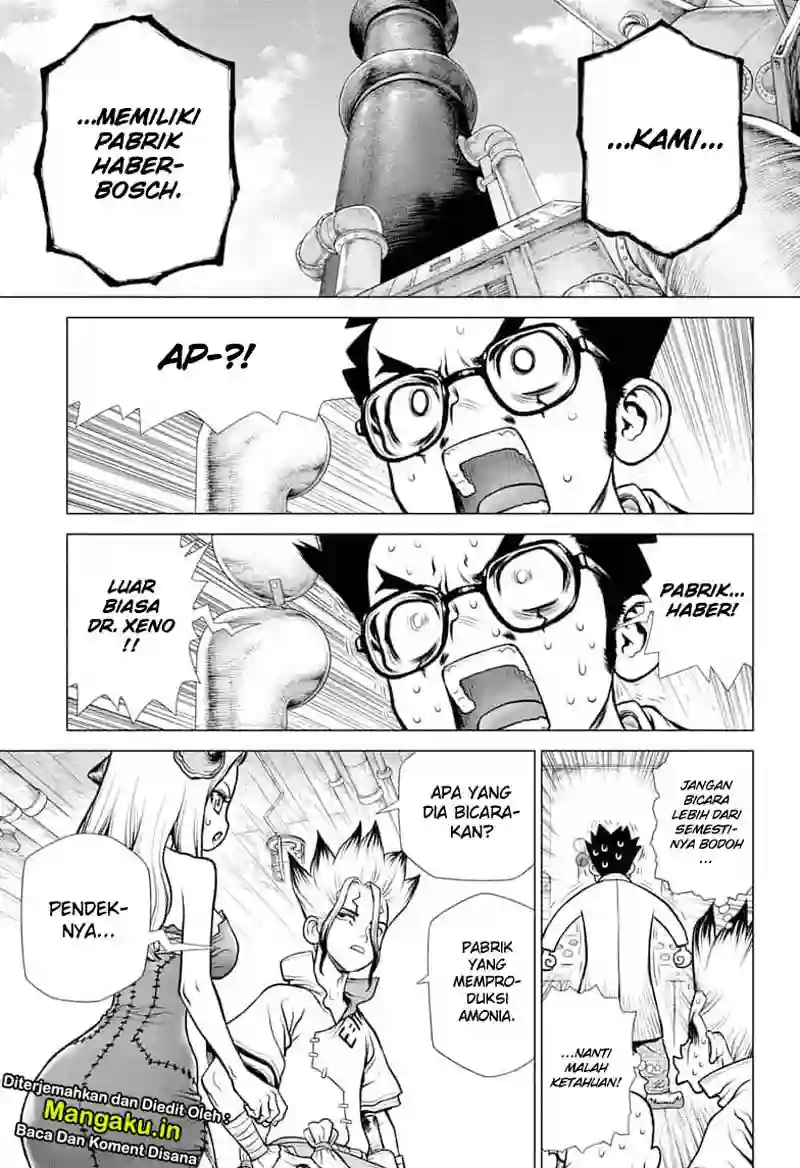 ...KAMI...
...MEMILIKI
PABRIK
HABER-
BOSCH.
AP-?!
PABRIK...
HABER!
LUAR
BIASA
DR. XENO
!!
JANGAN
BICARA
LEBIH DARI
SEMESTI-
NYA BODOH
...
...NANTI
MALAH
KETAHUAN!
APA YANG
DIA BICARA-
KAN?
PENDEK-
NYA...
PABRIK
YANG
MEMPRO-
DUKSI
AMONIA.
Diterjemahkan dan Diedit Oleh :
Mangaku.in
Baca Dan Koment Disana